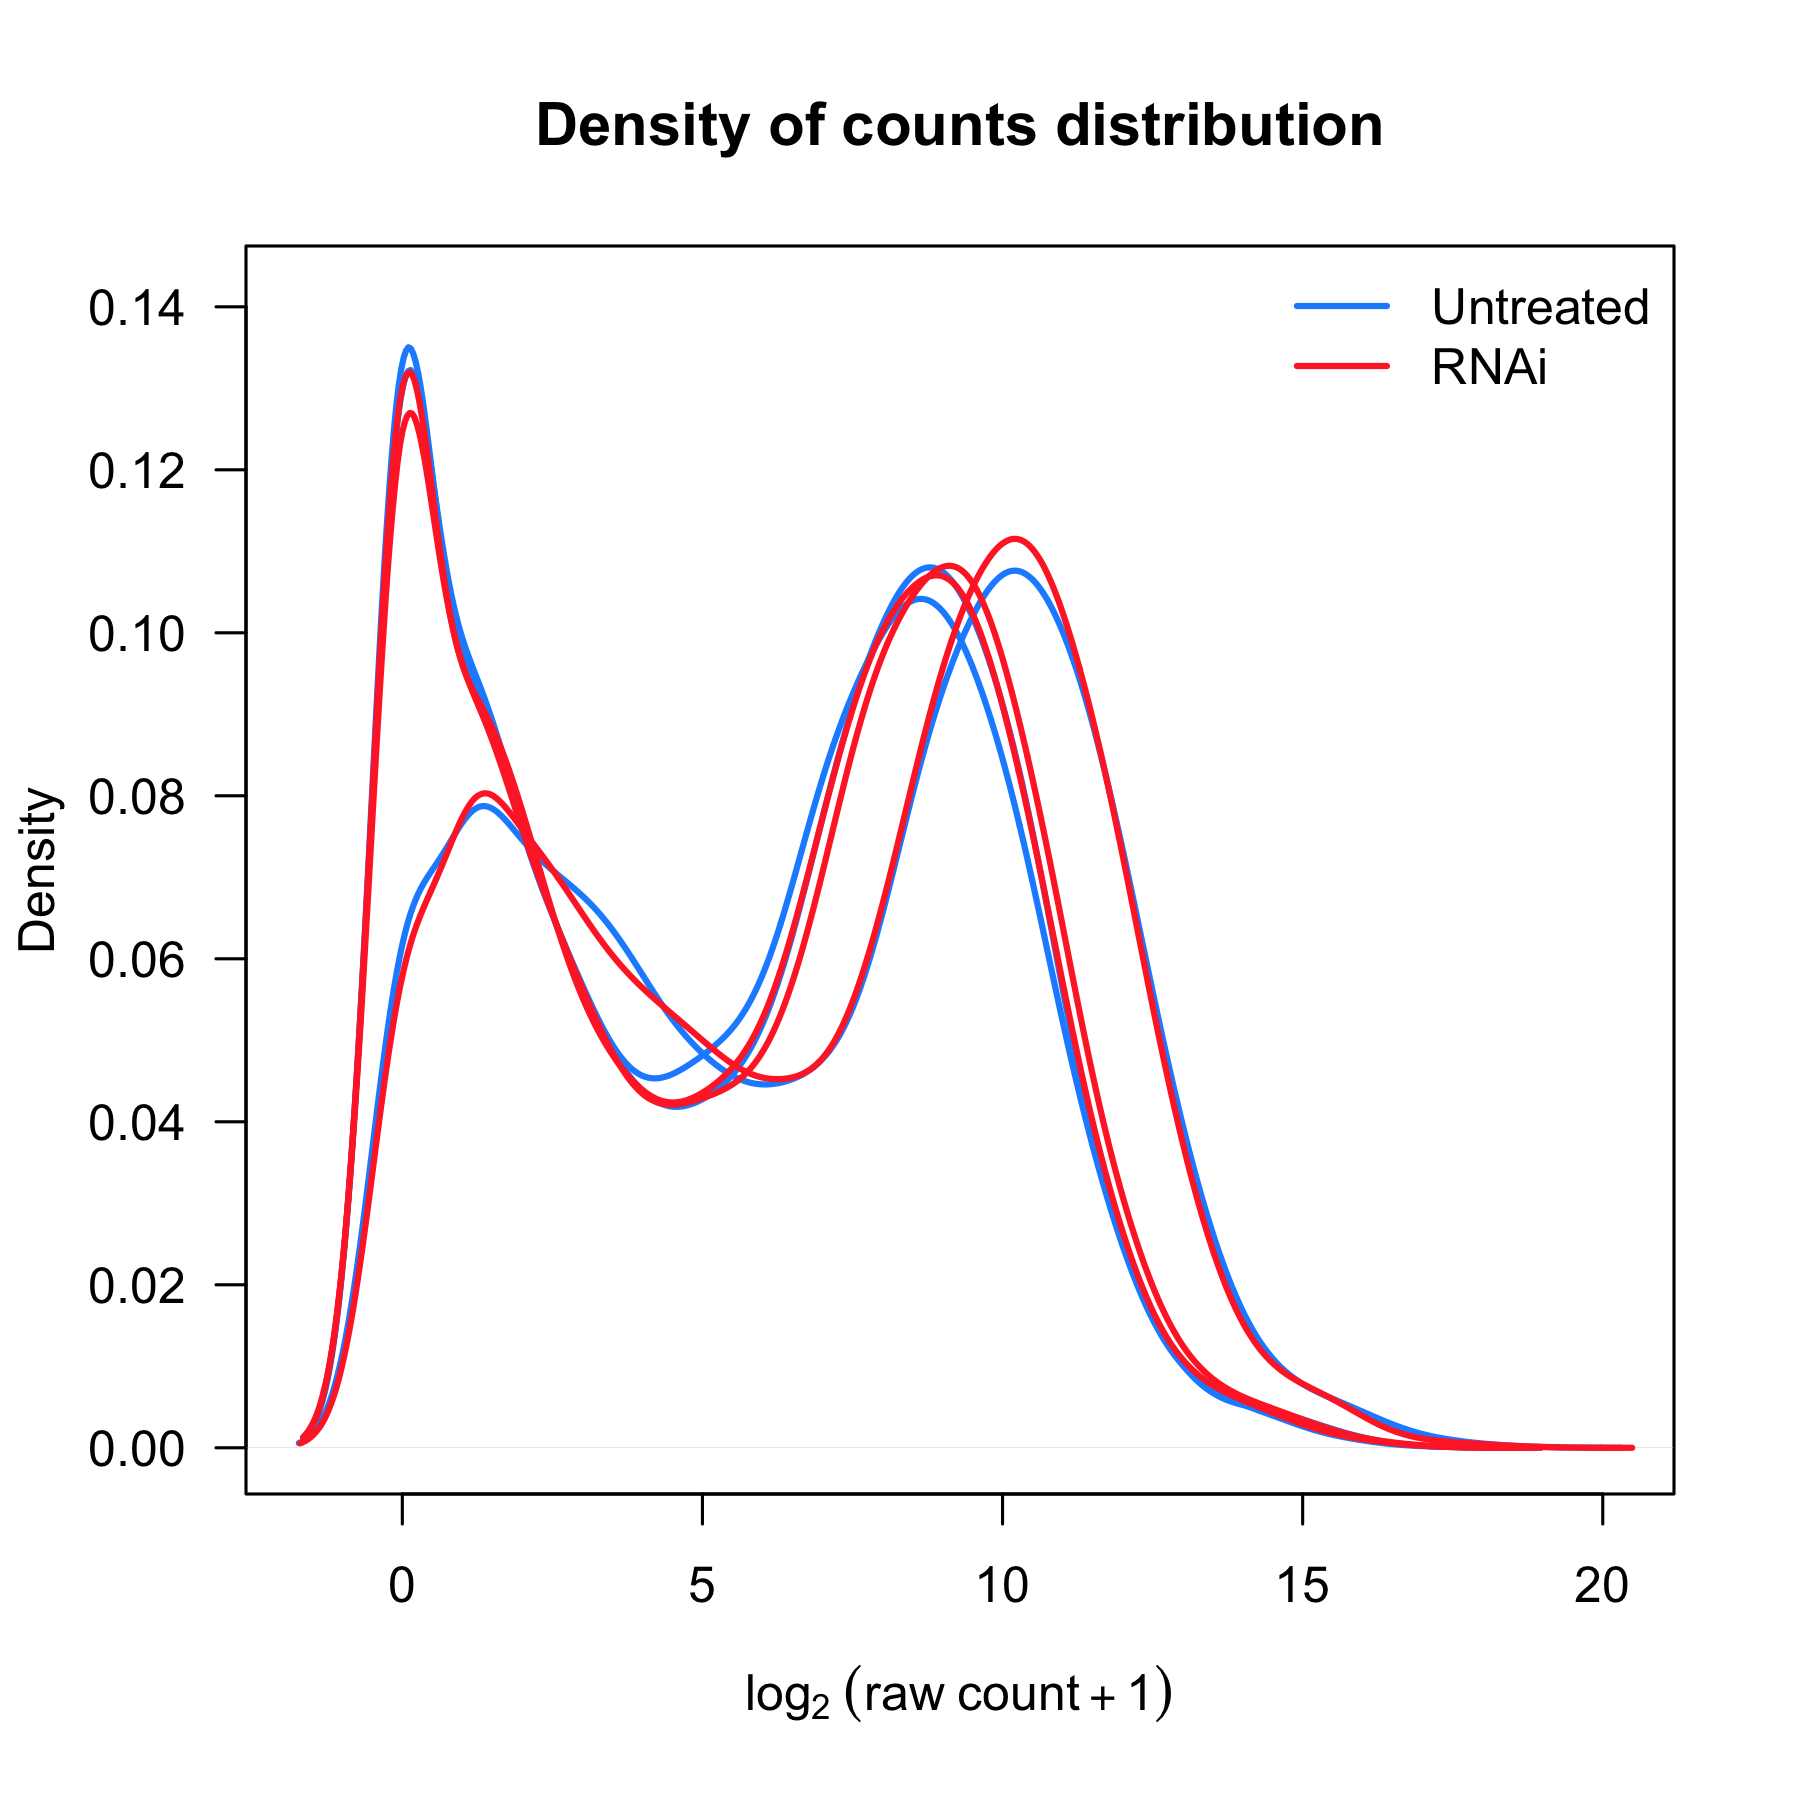 Density of counts distribution
Untreated
RNAi
0.14
0.12
0.10
0.08
0.06
0.04
0.02
0.00
Density
0 5 10 15 20
log₂ (raw count + 1)